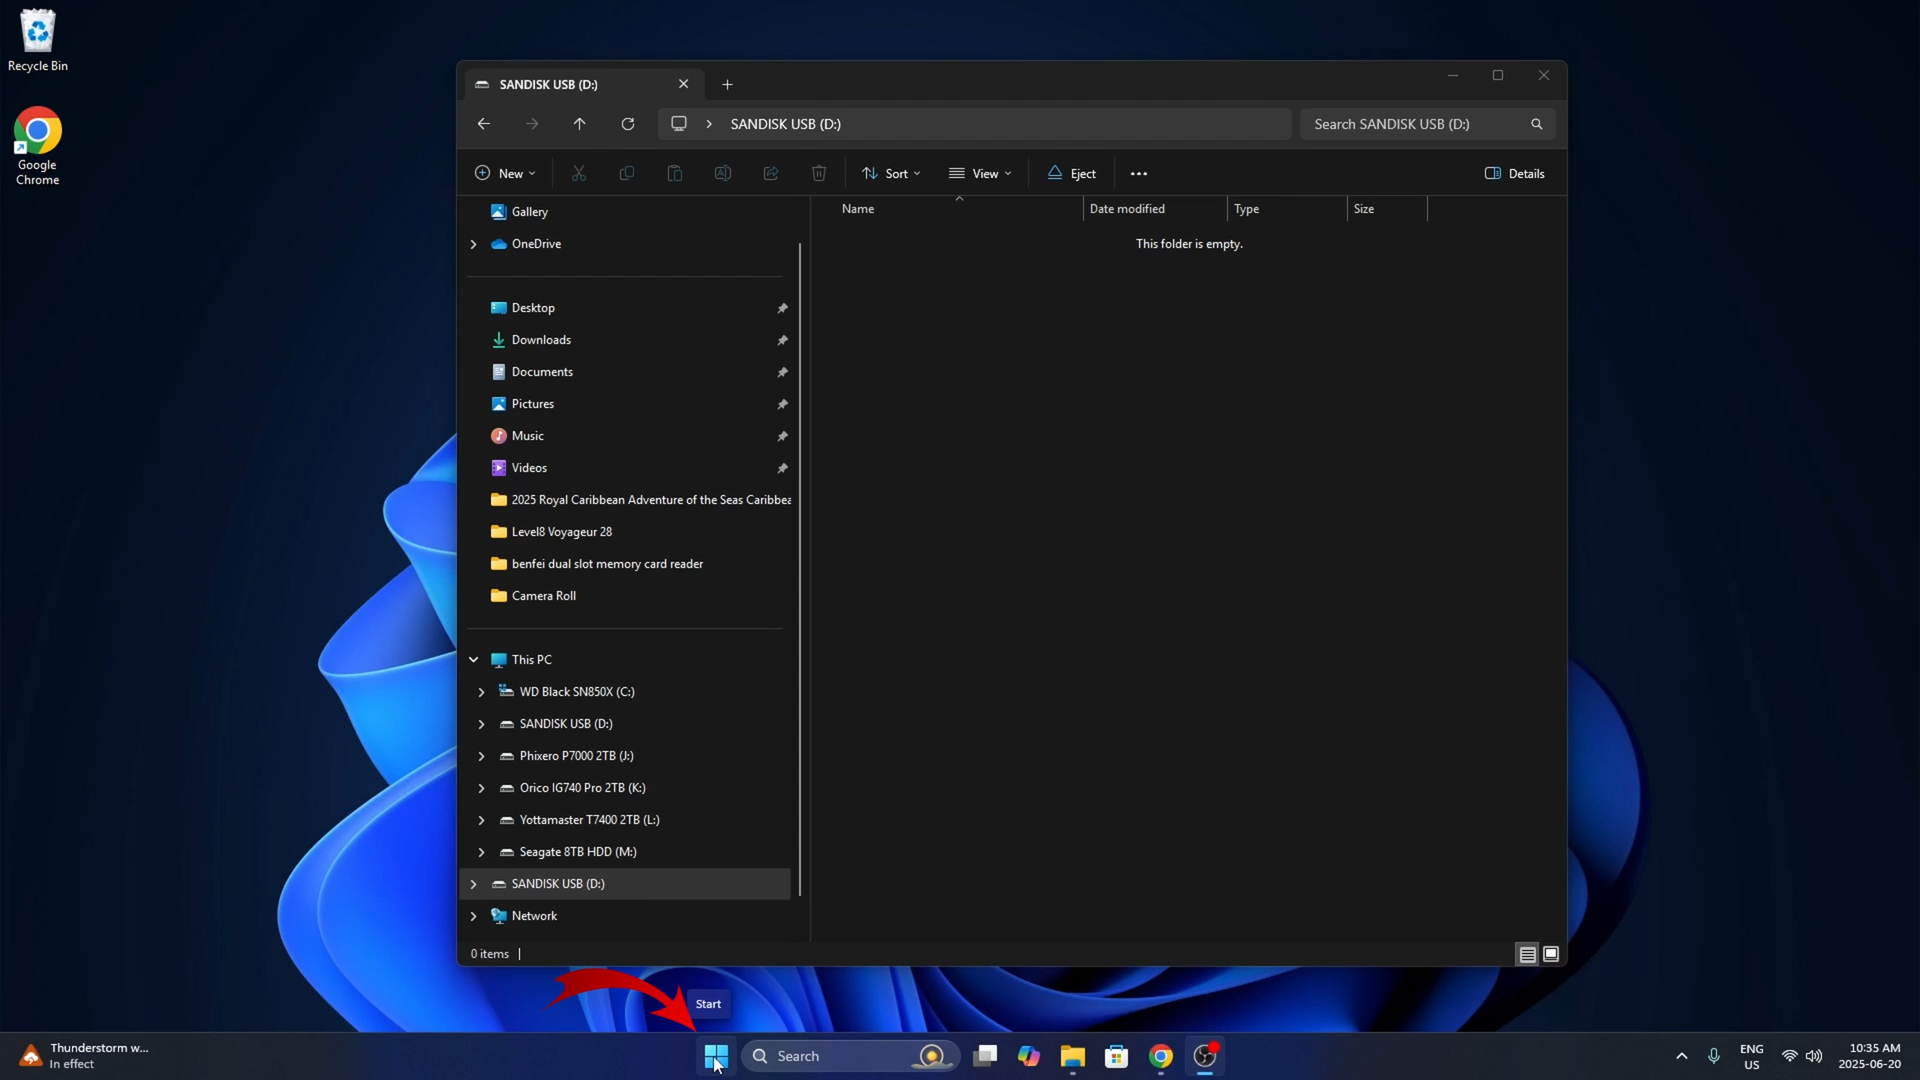 Recycle Bin
Google
Chrome
SANDISK USB (D:)
SANDISK USB (D:)
Search SANDISK USB (D:)
New
Sort
View
Eject
Details
Name
Date modified
Type
Size
This folder is empty.
Gallery
OneDrive
Desktop
Downloads
Documents
Pictures
Music
Videos
2025 Royal Caribbean Adventure of the Seas Caribbea
Level8 Voyageur 28
benfei dual slot memory card reader
Camera Roll
This PC
WD Black SN850X (C:)
SANDISK USB (D:)
Phixero P7000 2TB (J:)
Orico IG740 Pro 2TB (K:)
Yottamaster T7400 2TB (L:)
Seagate 8TB HDD (M:)
SANDISK USB (D:)
Network
0 items
Start
Thunderstorm w...
In effect
Search
ENG
US
10:35 AM
2025-06-20